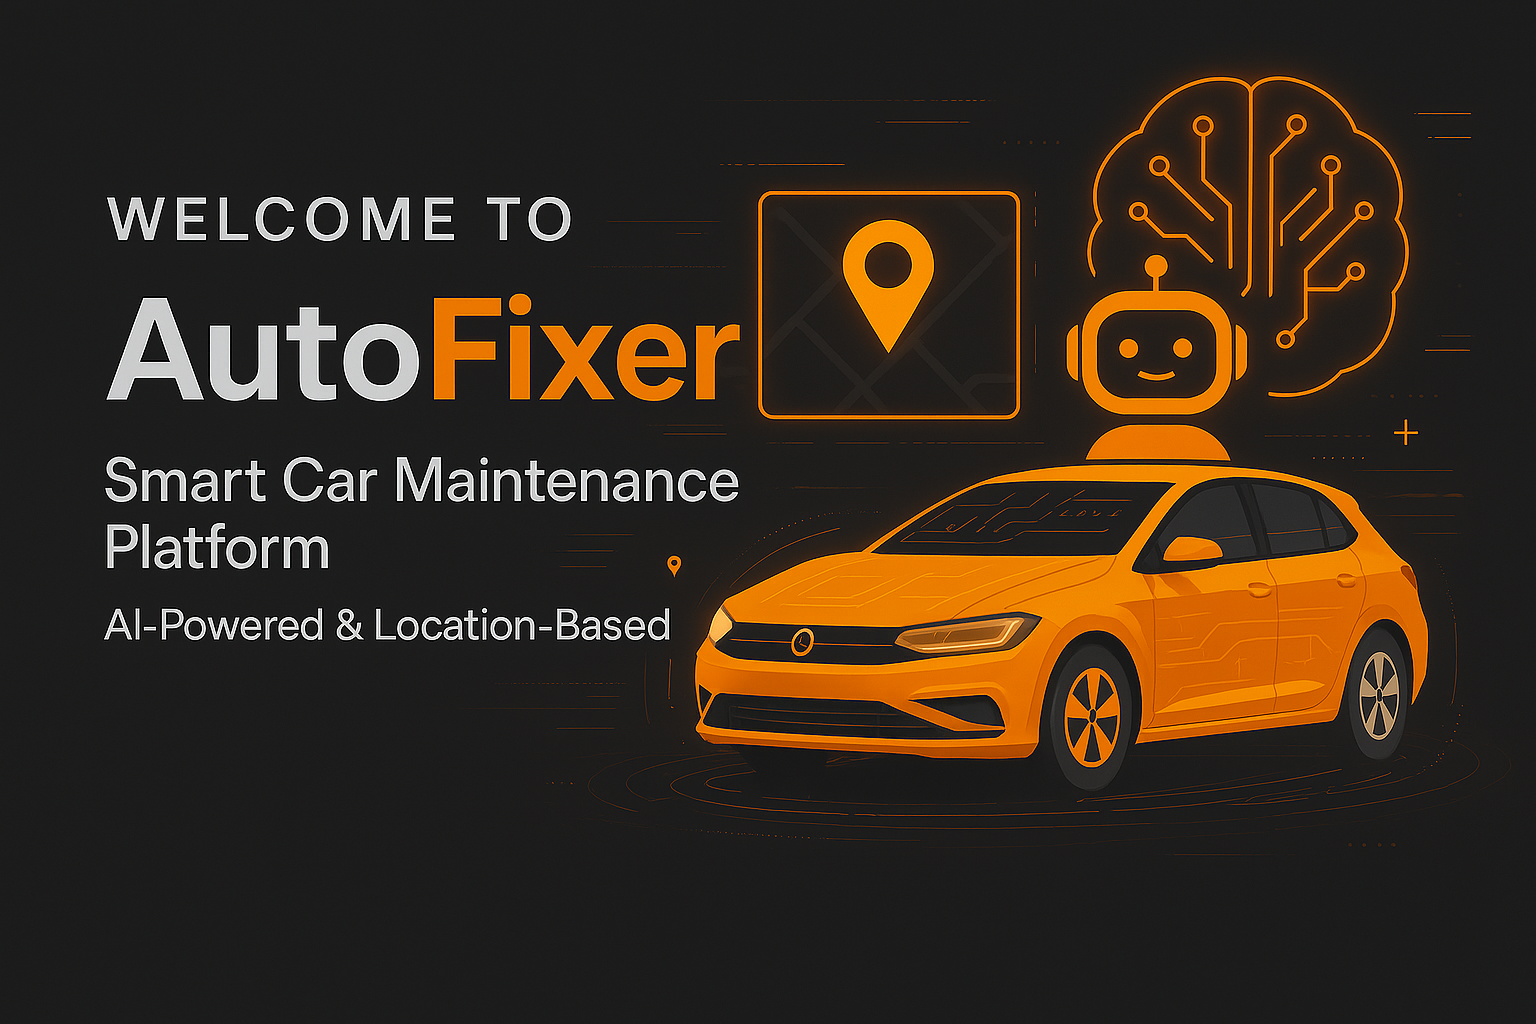 WELCOME TO
AutoFixer
Smart Car Maintenance
Platform
AI-Powered & Location-Based